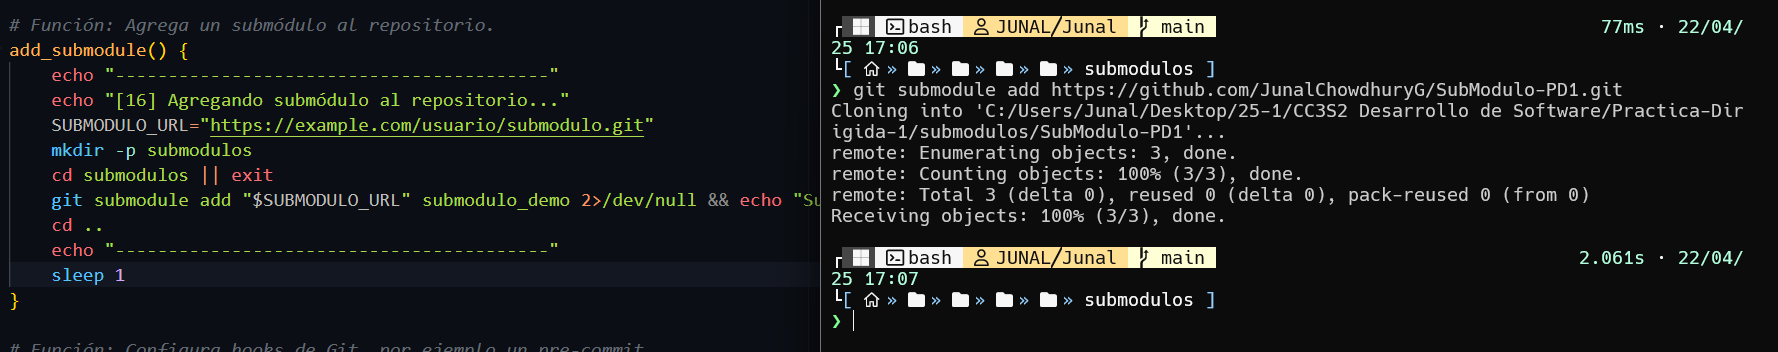 # Función: Agrega un submódulo al repositorio.
add_submodule() {
echo "-----------------------------------------"
echo "[16] Agregando submódulo al repositorio..."
SUBMODULO_URL="https://example.com/usuario/submodulo.git"
mkdir -p submodulos
cd submodulos || exit
git submodule add "$SUBMODULO_URL" submodulo_demo 2>/dev/null && echo "Su
cd ..
echo "-----------------------------------------"
sleep 1
}
# Función: Configura hooks de Git, por ejemplo un pre-commit
bash JUNAL/Junal main 77ms · 22/04/
25 17:06
[ » » » » » submodulos ]
❯ git submodule add https://github.com/JunalChowdhuryG/SubModulo-PD1.git
Cloning into 'C:/Users/Junal/Desktop/25-1/CC3S2 Desarrollo de Software/Practica-Dir
igida-1/submodulos/SubModulo-PD1'...
remote: Enumerating objects: 3, done.
remote: Counting objects: 100% (3/3), done.
remote: Total 3 (delta 0), reused 0 (delta 0), pack-reused 0 (from 0)
Receiving objects: 100% (3/3), done.
bash JUNAL/Junal main 2.061s · 22/04/
25 17:07
[ » » » » » submodulos ]
❯